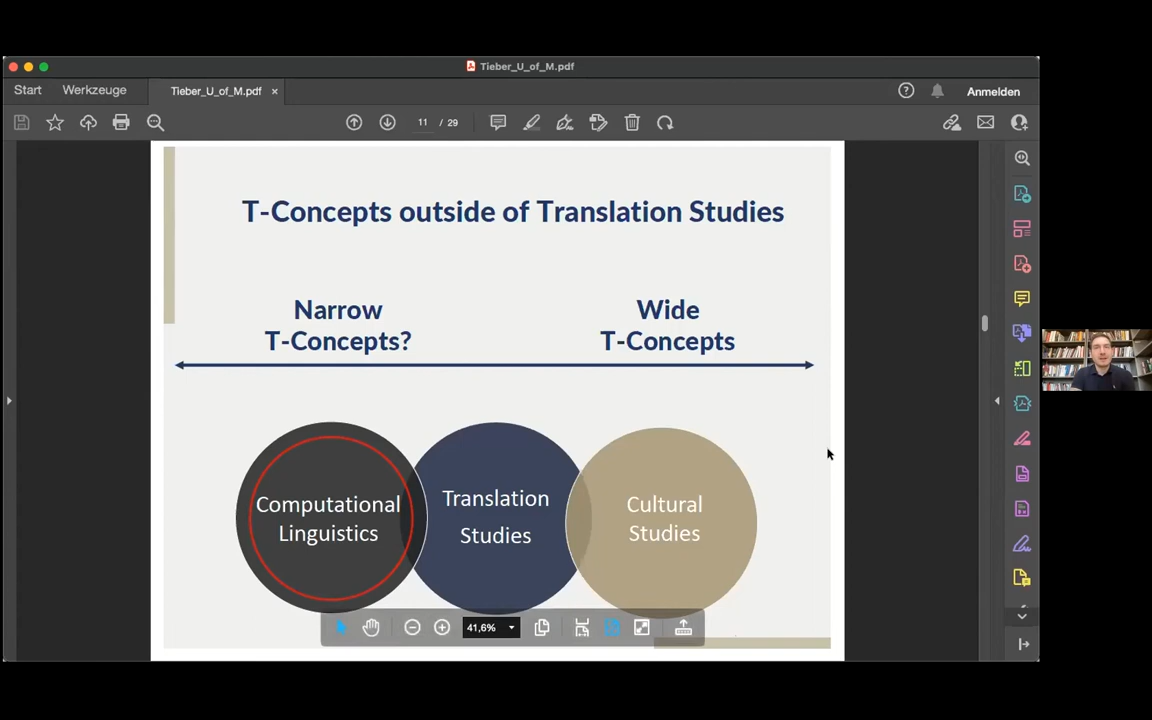 Tieber_U_of_M.pdf
Start
Werkzeuge
Tieber_U_of_M.pdf
Anmelden
11 / 29
T-Concepts outside of Translation Studies
Narrow
T-Concepts?
Wide
T-Concepts
Computational
Linguistics
Translation
Studies
Cultural
Studies
41,6%